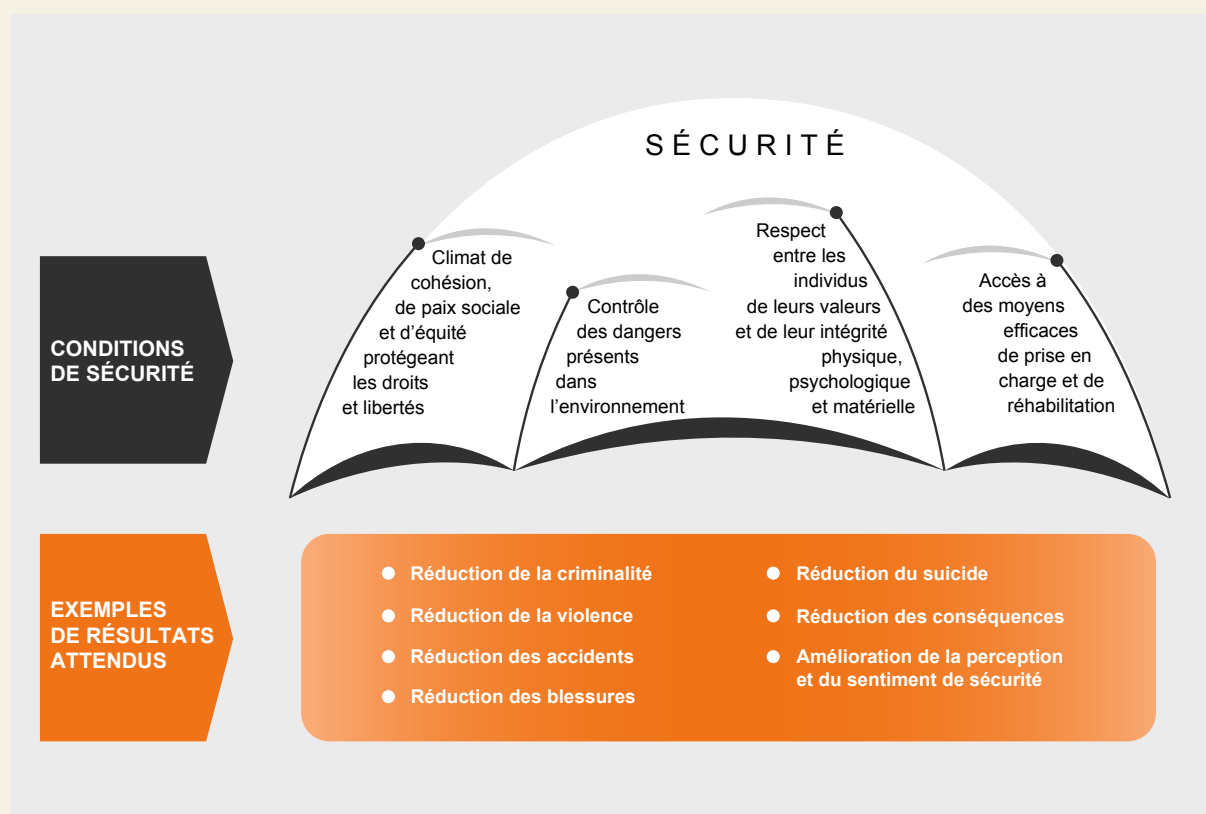 SÉCURITÉ
CONDITIONS
DE SÉCURITÉ
Climat de
cohésion,
de paix sociale
et d'équité
protégeant
les droits
et libertés
Contrôle
des dangers
présents
dans
l’environnement
Respect
entre les
individus
de leurs valeurs
et de leur intégrité
physique,
psychologique
et matérielle
Accès à
des moyens
efficaces
de prise en
charge et de
réhabilitation
EXEMPLES
DE RÉSULTATS
ATTENDUS
Réduction de la criminalité
Réduction de la violence
Réduction des accidents
Réduction des blessures
Réduction du suicide
Réduction des conséquences
Amélioration de la perception
et du sentiment de sécurité